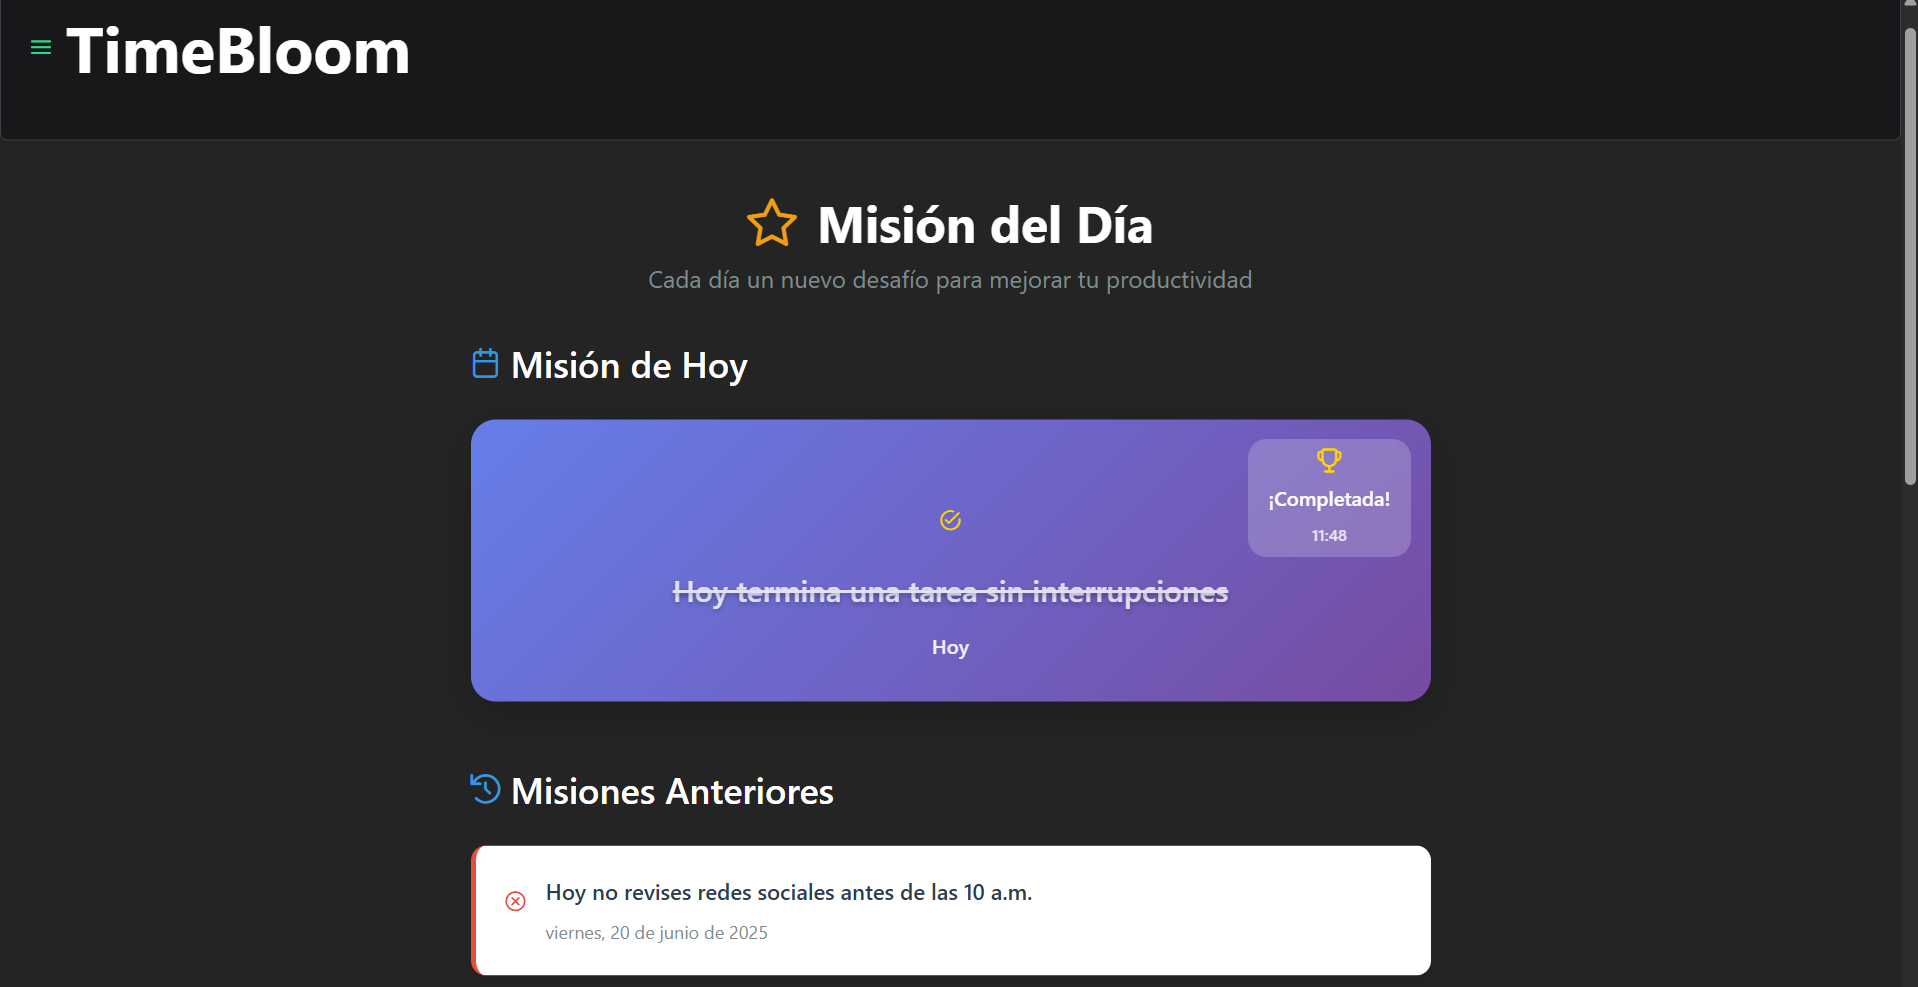 TimeBloom
Misión del Día
Cada día un nuevo desafío para mejorar tu productividad
Misión de Hoy
¡Completada!
11:48
Hoy termina una tarea sin interrupciones
Hoy
Misiones Anteriores
Hoy no revises redes sociales antes de las 10 a.m.
viernes, 20 de junio de 2025